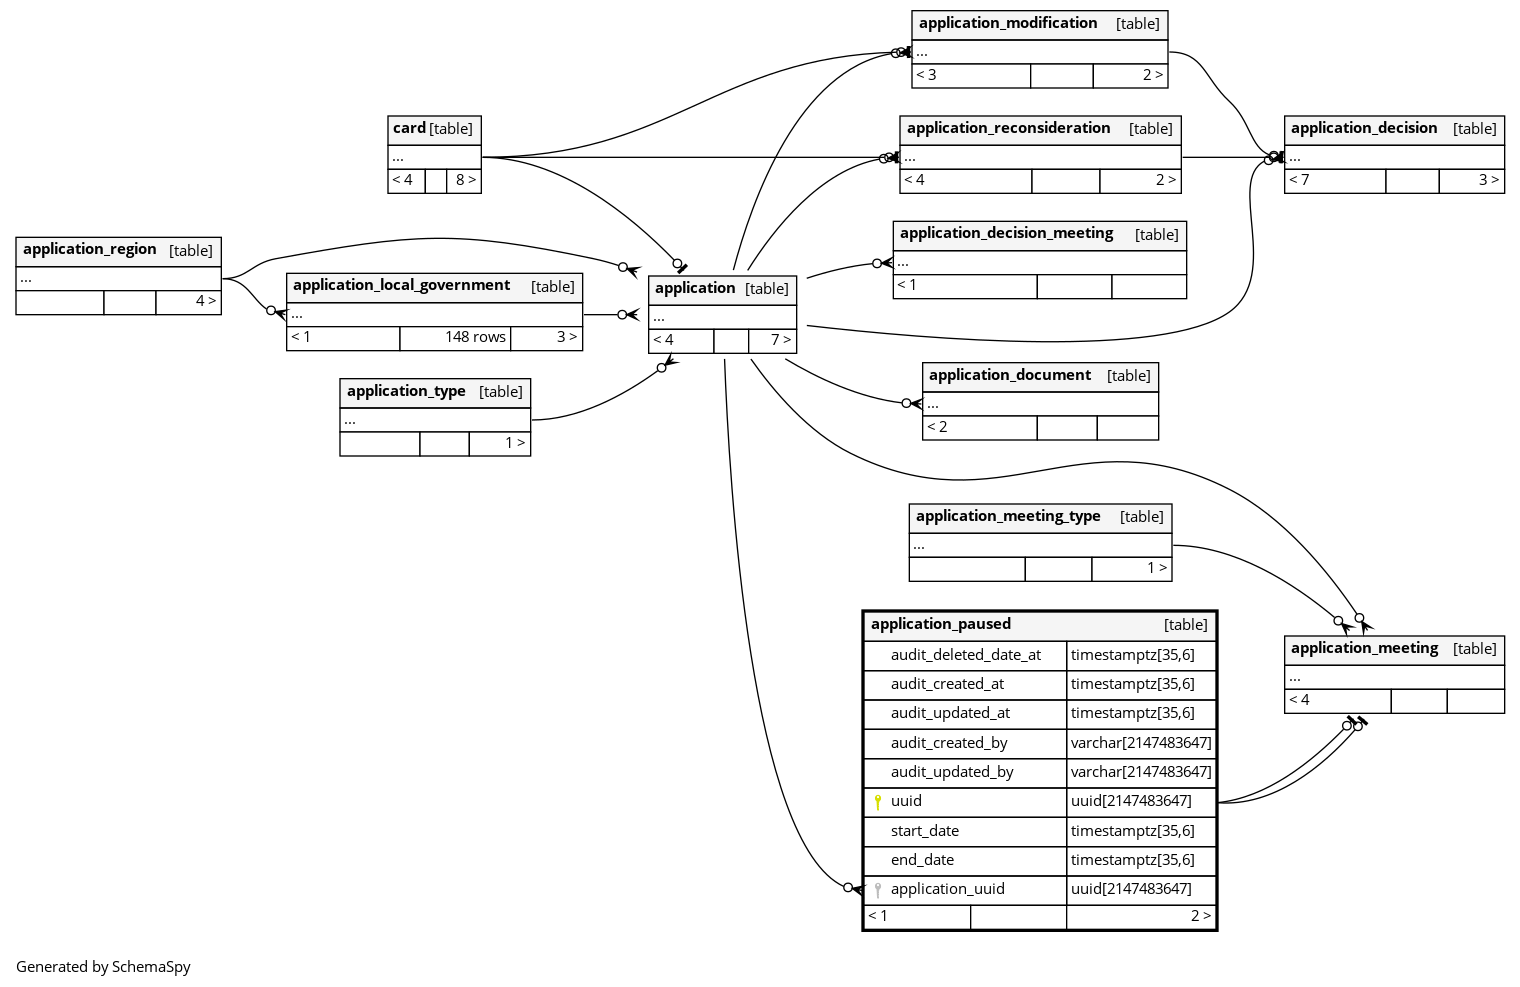 application_modification [table]
...
< 3 2 >
card [table]
...
< 4 8 >
application_reconsideration [table]
...
< 4 2 >
application_decision [table]
...
< 7 3 >
application_region [table]
...
4 >
application_decision_meeting [table]
...
< 1
application_local_government [table]
...
< 1 148 rows 3 >
application [table]
...
< 4 7 >
application_type [table]
...
1 >
application_document [table]
...
< 2
application_meeting_type [table]
...
1 >
application_paused [table]
audit_deleted_date_at timestamptz[35,6]
audit_created_at timestamptz[35,6]
audit_updated_at timestamptz[35,6]
audit_created_by varchar[2147483647]
audit_updated_by varchar[2147483647]
uuid uuid[2147483647]
start_date timestamptz[35,6]
end_date timestamptz[35,6]
application_uuid uuid[2147483647]
< 1 2 >
application_meeting [table]
...
< 4
Generated by SchemaSpy